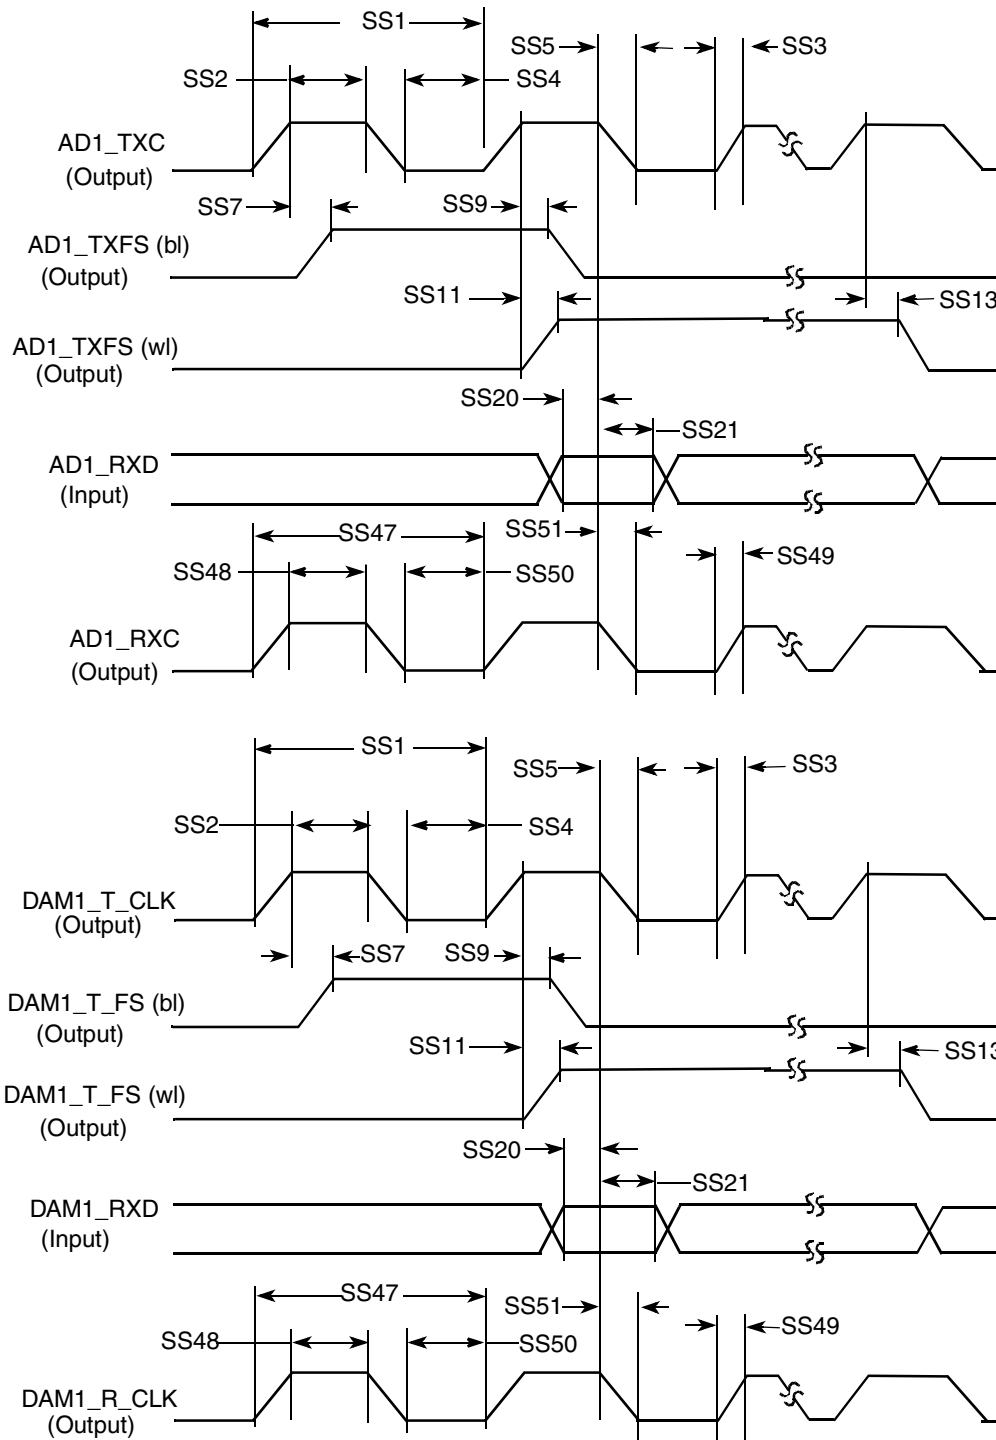 SS1
SS5
SS3
SS2
SS4
AD1_TXC
(Output)
SS7
SS9
AD1_TXFS (bl)
(Output)
SS11
SS13
AD1_TXFS (wl)
(Output)
SS20
SS21
AD1_RXD
(Input)
SS47
SS51
SS49
SS48
SS50
AD1_RXC
(Output)
SS1
SS5
SS3
SS2
SS4
DAM1_T_CLK
(Output)
SS7
SS9
DAM1_T_FS (bl)
(Output)
SS11
SS13
DAM1_T_FS (wl)
(Output)
SS20
SS21
DAM1_RXD
(Input)
SS47
SS51
SS49
SS48
SS50
DAM1_R_CLK
(Output)